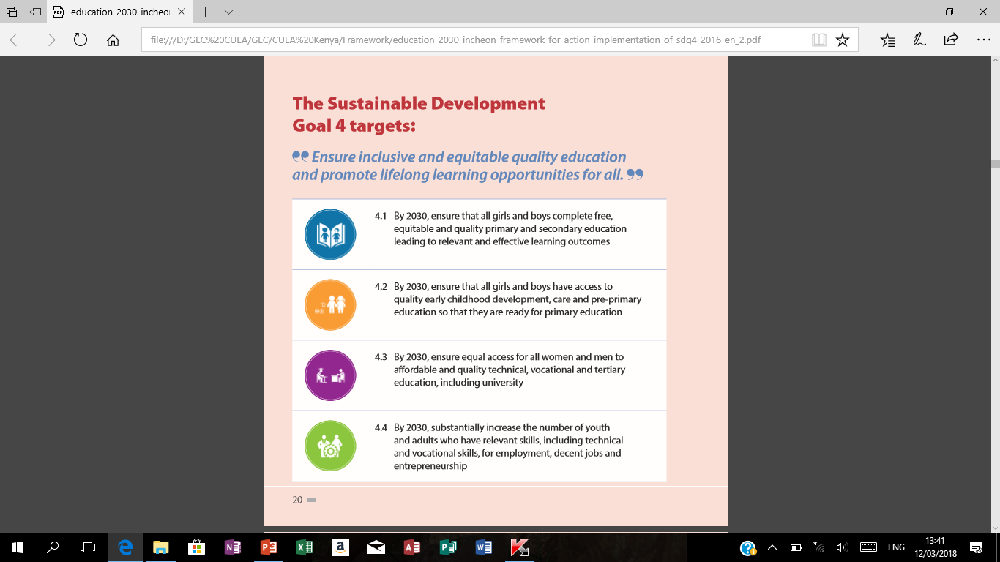 education-2030-incheon
file:///D:/GEC%20CUEA/GEC/CUEA%20Kenya/Framework/education-2030-incheon-framework-for-action-implementation-of-sdg4-2016-en_2.pdf
The Sustainable Development
Goal 4 targets:
Ensure inclusive and equitable quality education
and promote lifelong learning opportunities for all.
4.1 By 2030, ensure that all girls and boys complete free,
equitable and quality primary and secondary education
leading to relevant and effective learning outcomes
4.2 By 2030, ensure that all girls and boys have access to
quality early childhood development, care and pre-primary
education so that they are ready for primary education
4.3 By 2030, ensure equal access for all women and men to
affordable and quality technical, vocational and tertiary
education, including university
4.4 By 2030, substantially increase the number of youth
and adults who have relevant skills, including technical
and vocational skills, for employment, decent jobs and
entrepreneurship
20
ENG
13:41
12/03/2018